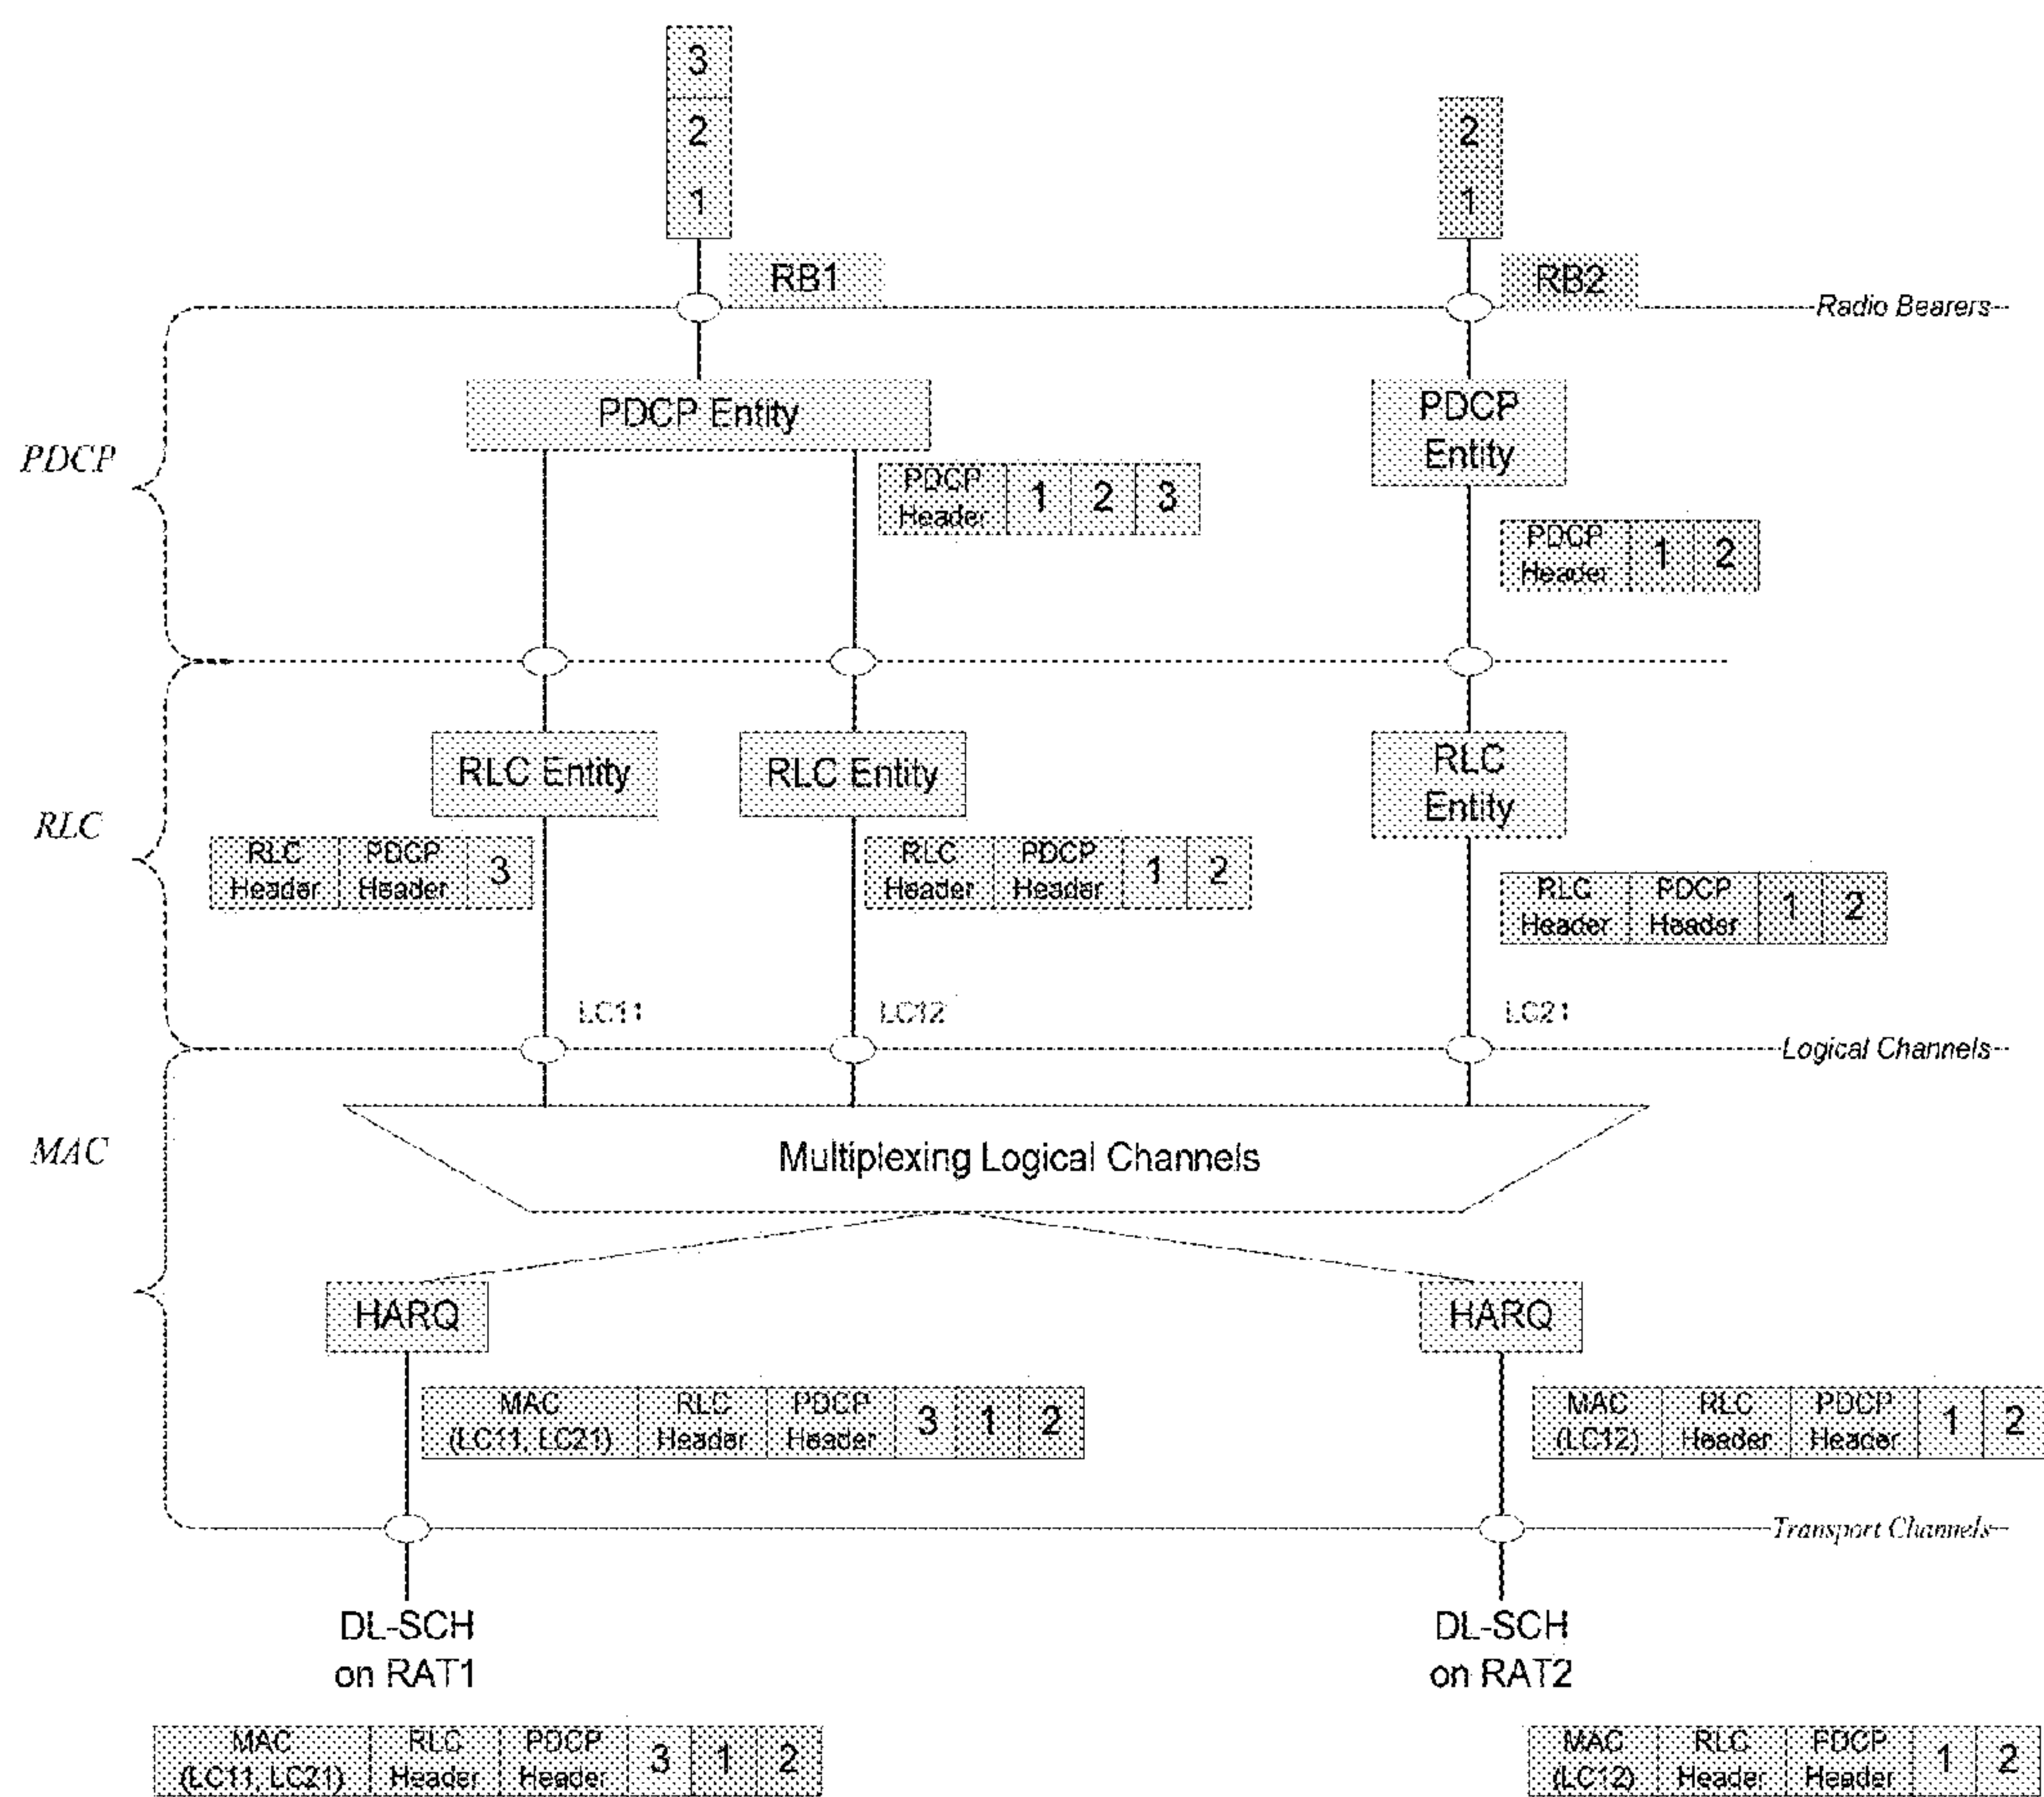 3
2
1
2
1
RB1
RB2
Radio Bearers
PDCP Entity
PDCP
Entity
PDCP
PDCP
Header
1
2
3
PDCP
Header
1
2
RLC Entity
RLC Entity
RLC
Entity
RLC
RLC
Header
PDCP
Header
3
RLC
Header
PDCP
Header
1
2
RLC
Header
PDCP
Header
1
2
LC11
LC12
LC21
Logical Channels
MAC
Multiplexing Logical Channels
HARQ
HARQ
MAC
(LC11, LC21)
RLC
Header
PDCP
Header
3
1
2
MAC
(LC12)
RLC
Header
PDCP
Header
1
2
Transport Channels
DL-SCH
on RAT1
DL-SCH
on RAT2
MAC
(LC11, LC21)
RLC
Header
PDCP
Header
3
1
2
MAC
(LC12)
RLC
Header
PDCP
Header
1
2